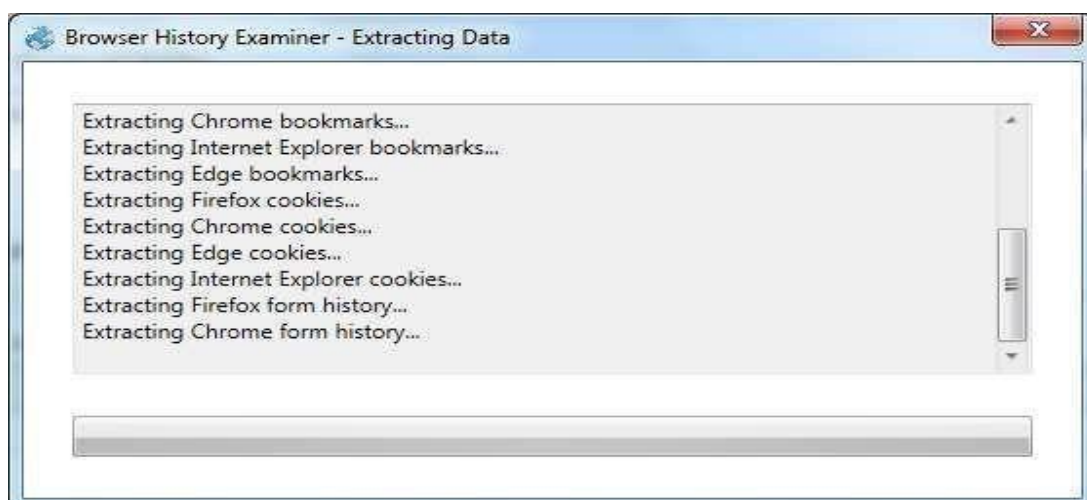 Browser History Examiner - Extracting Data
Extracting Chrome bookmarks...
Extracting Internet Explorer bookmarks...
Extracting Edge bookmarks...
Extracting Firefox cookies...
Extracting Chrome cookies...
Extracting Edge cookies...
Extracting Internet Explorer cookies...
Extracting Firefox form history...
Extracting Chrome form history...